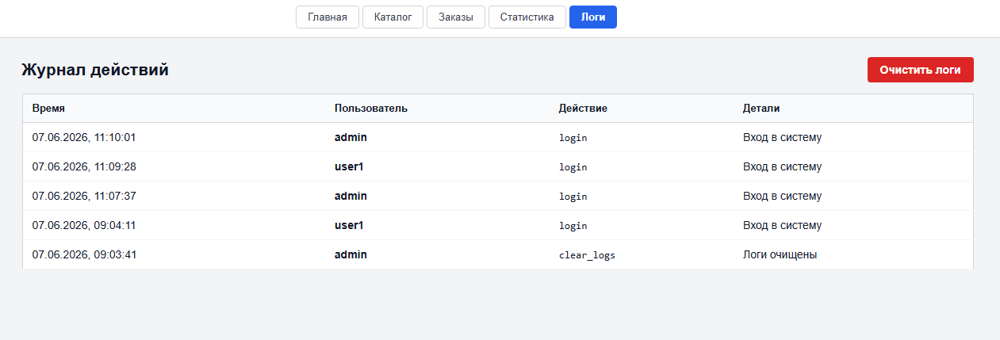 Главная Каталог Заказы Статистика Логи
Журнал действий Очистить логи
Время Пользователь Действие Детали
07.06.2026, 11:10:01 admin login Вход в систему
07.06.2026, 11:09:28 user1 login Вход в систему
07.06.2026, 11:07:37 admin login Вход в систему
07.06.2026, 09:04:11 user1 login Вход в систему
07.06.2026, 09:03:41 admin clear_logs Логи очищены